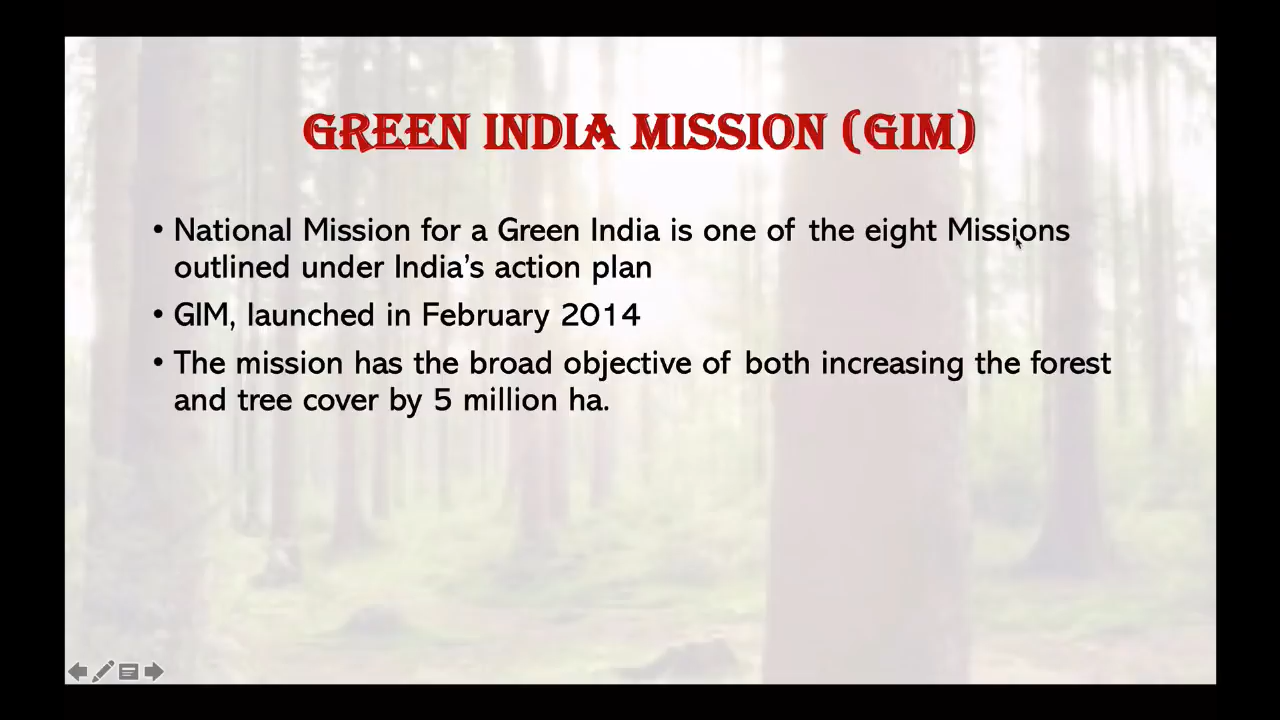 GREEN INDIA MISSION (GIM)
• National Mission for a Green India is one of the eight Missions
outlined under India's action plan
• GIM, launched in February 2014
• The mission has the broad objective of both increasing the forest
and tree cover by 5 million ha.